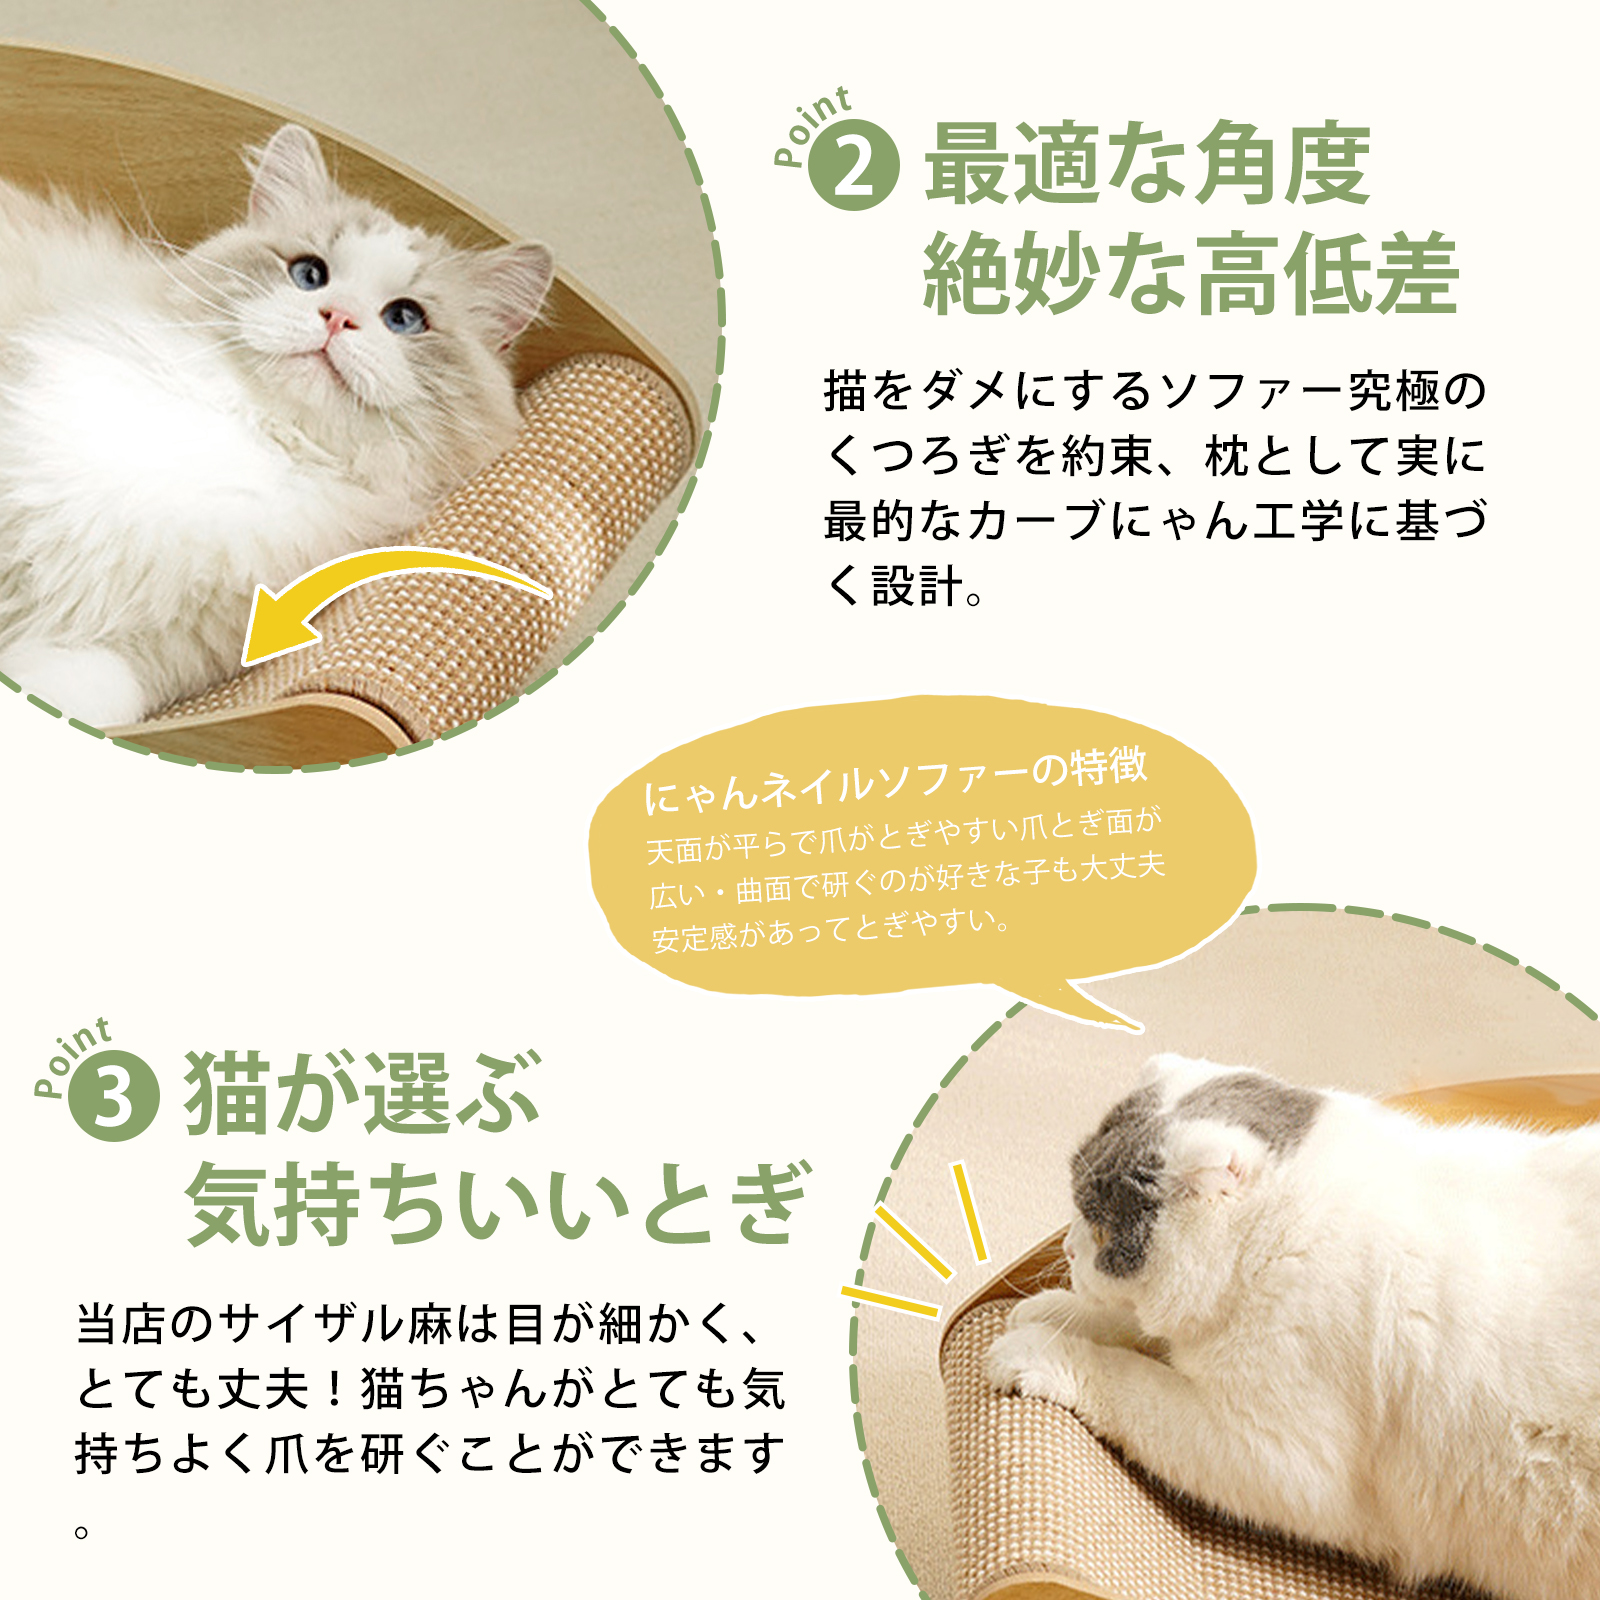 Point
2 最適な角度
絶妙な高低差
描をダメにするソファー究極の
くつろぎを約束、枕として実に
最的なカーブにゃん工学に基づ
く設計。
にゃんネイルソファーの特徴
天面が平らで爪がとぎやすい爪とぎ面が
広い・曲面で研ぐのが好きな子も大丈夫
安定感があってとぎやすい。
Point
3 猫が選ぶ
気持ちいいとぎ
当店のサイザル麻は目が細かく、
とても丈夫！猫ちゃんがとても気
持ちよく爪を研ぐことができます
。